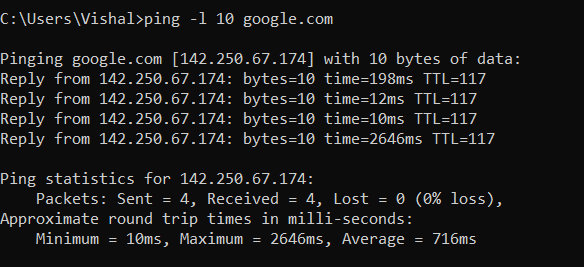 C:\Users\Vishal>ping -l 10 google.com
Pinging google.com [142.250.67.174] with 10 bytes of data:
Reply from 142.250.67.174: bytes=10 time=198ms TTL=117
Reply from 142.250.67.174: bytes=10 time=12ms TTL=117
Reply from 142.250.67.174: bytes=10 time=10ms TTL=117
Reply from 142.250.67.174: bytes=10 time=2646ms TTL=117
Ping statistics for 142.250.67.174:
Packets: Sent = 4, Received = 4, Lost = 0 (0% loss),
Approximate round trip times in milli-seconds:
Minimum = 10ms, Maximum = 2646ms, Average = 716ms